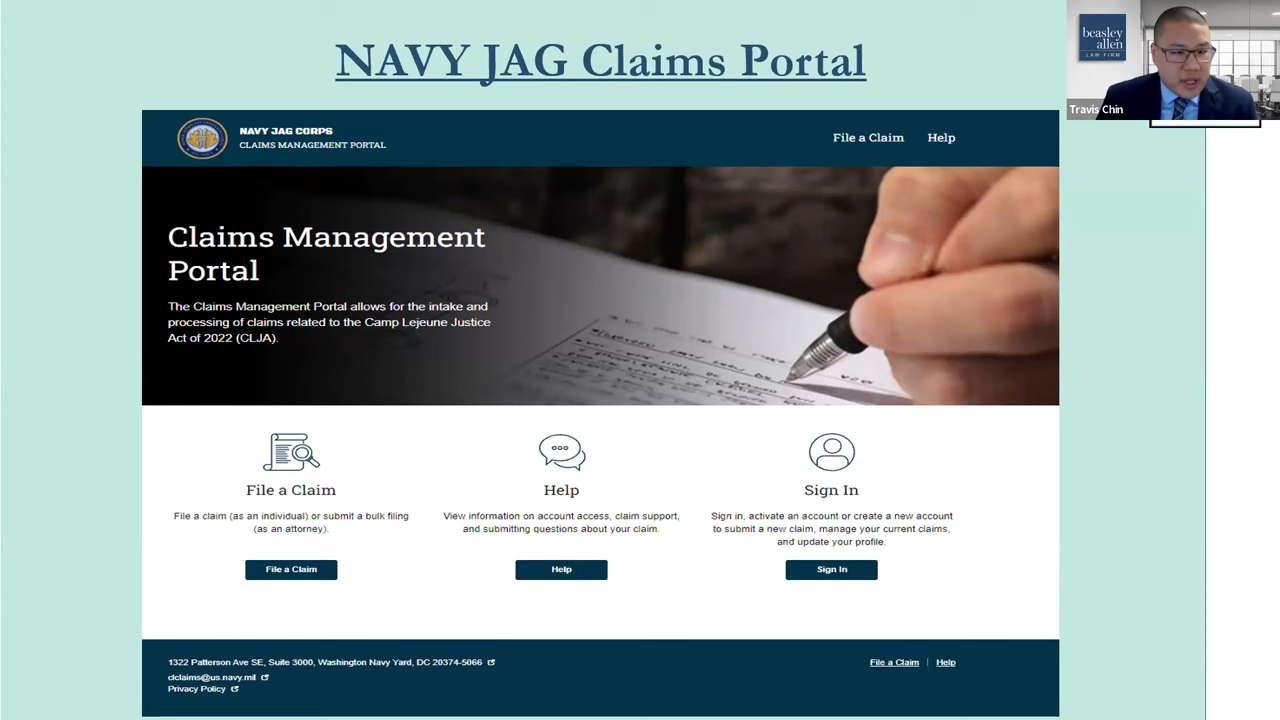 NAVY JAG Claims Portal
beasley
allen
LAW FIRM
Travis Chin
NAVY JAG CORPS
CLAIMS MANAGEMENT PORTAL
File a Claim
Help
Claims Management
Portal
The Claims Management Portal allows for the intake and
processing of claims related to the Camp Lejeune Justice
Act of 2022 (CLJA).
File a Claim
File a claim (as an individual) or submit a bulk filing
(as an attorney).
File a Claim
Help
View information on account access, claim support,
and submitting questions about your claim.
Help
Sign In
Sign in, activate an account or create a new account
to submit a new claim, manage your current claims,
and update your profile.
Sign In
1322 Patterson Ave SE, Suite 3000, Washington Navy Yard, DC 20374-5066
clclaims@us.navy.mil
Privacy Policy
File a Claim | Help